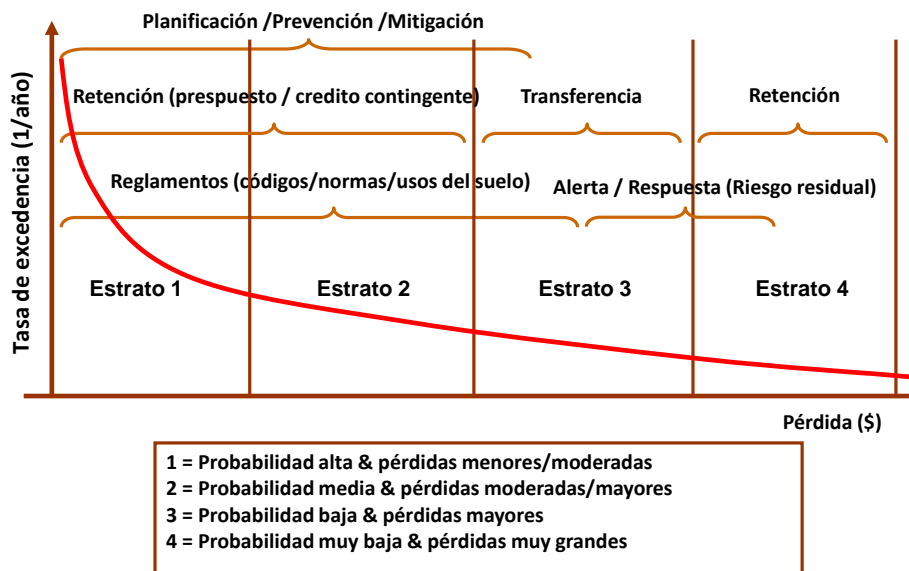 Planificación /Prevención /Mitigación
Retención (prespuesto / credito contingente)
Transferencia
Retención
Reglamentos (códigos/normas/usos del suelo)
Alerta / Respuesta (Riesgo residual)
Estrato 1
Estrato 2
Estrato 3
Estrato 4
Tasa de excedencia (1/año)
Pérdida ($)
1 = Probabilidad alta & pérdidas menores/moderadas
2 = Probabilidad media & pérdidas moderadas/mayores
3 = Probabilidad baja & pérdidas mayores
4 = Probabilidad muy baja & pérdidas muy grandes